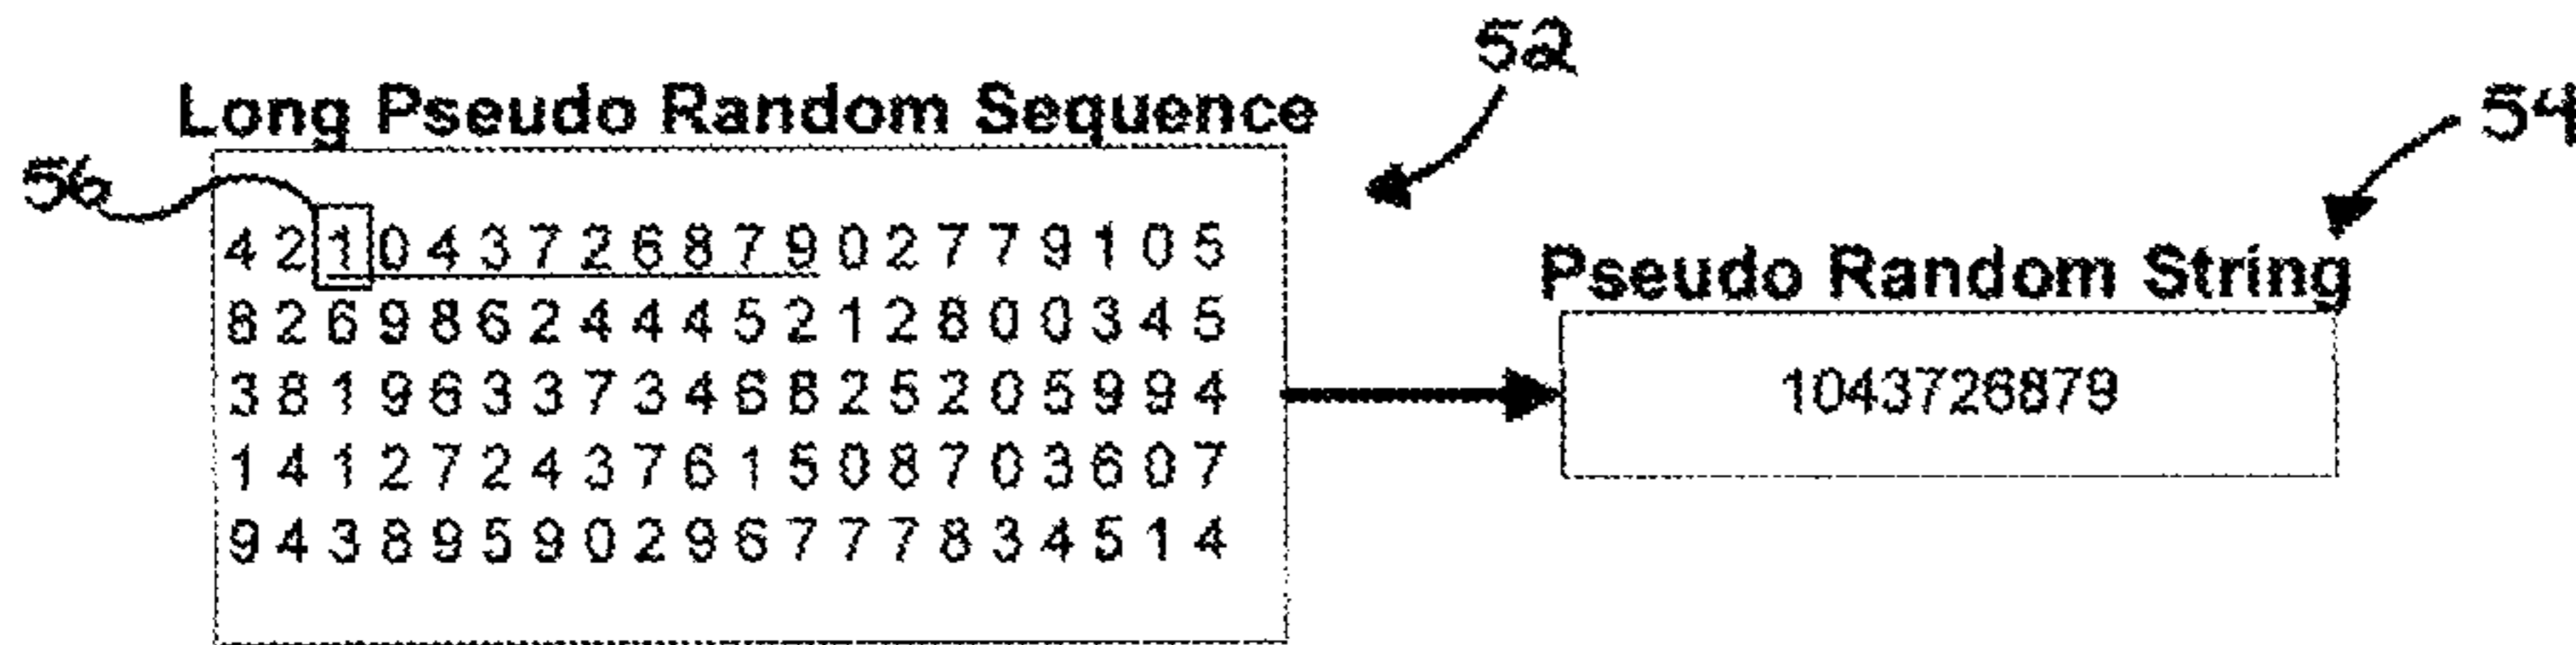 52
Long Pseudo Random Sequence
54
56
4 2 1 0 4 3 7 2 6 8 7 9 0 2 7 7 9 1 0 5
Pseudo Random String
8 2 6 9 8 6 2 4 4 4 5 2 1 2 8 0 0 3 4 5
3 8 1 9 6 3 3 7 3 4 6 8 2 5 2 0 5 9 9 4
1043726879
1 4 1 2 7 2 4 3 7 6 1 5 0 8 7 0 3 6 0 7
9 4 3 8 9 5 9 0 2 9 6 7 7 7 8 3 4 5 1 4